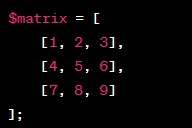 $matrix = [
    [1, 2, 3],
    [4, 5, 6],
    [7, 8, 9]
];